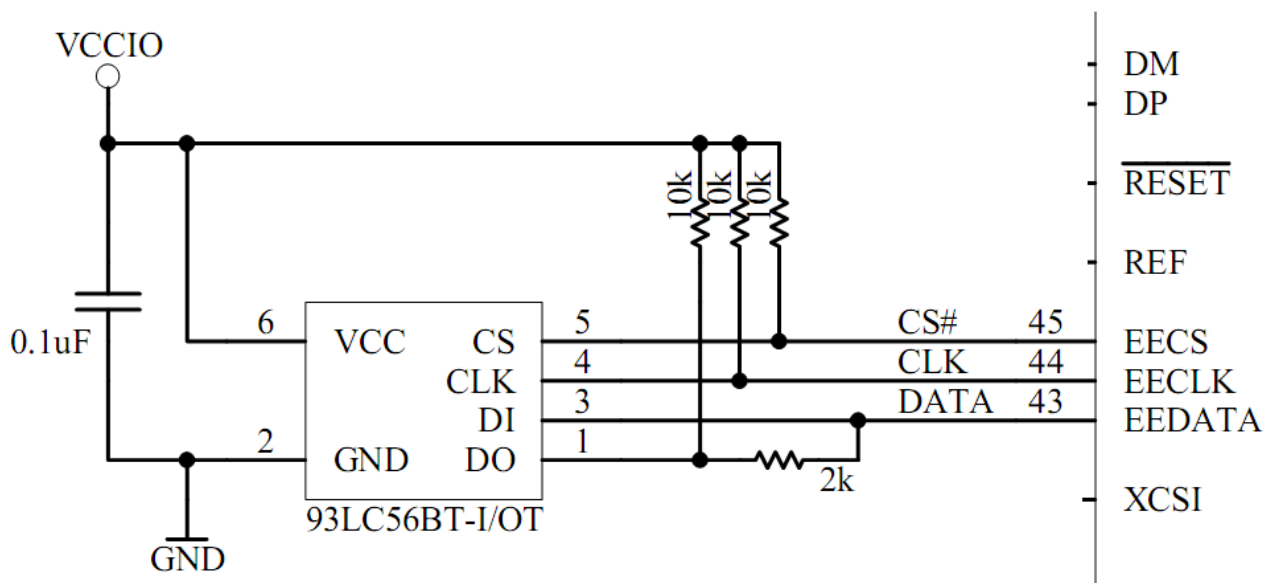 VCCIO
DM
DP
RESET
10k
10k
10k
REF
0.1uF
6
VCC
CS
5
CS#
45
EECS
CLK
4
CLK
44
EECLK
DI
3
DATA
43
EEDATA
2
GND
DO
1
2k
XCSI
93LC56BT-I/OT
GND